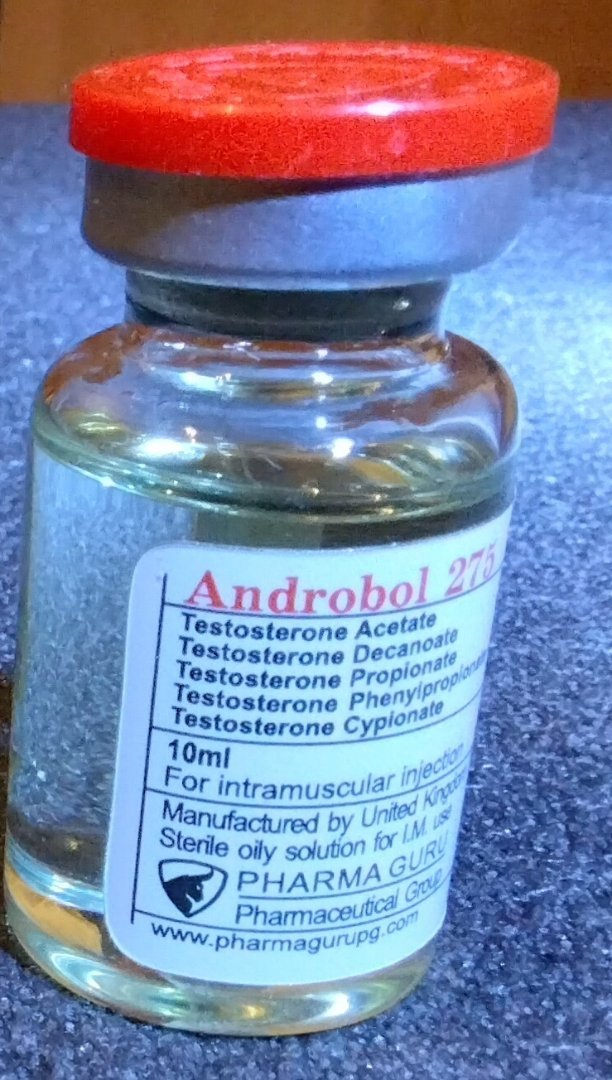 Androbol 275
Testosterone Acetate
Testosterone Decanoate
Testosterone Propionate
Testosterone Phenylpropionate
Testosterone Cypionate
10ml
For intramuscular injection
Manufactured by United Kingdom
Sterile oily solution for I.M. use
PHARMA GURU
Pharmaceutical Group
www.pharmagurupg.com